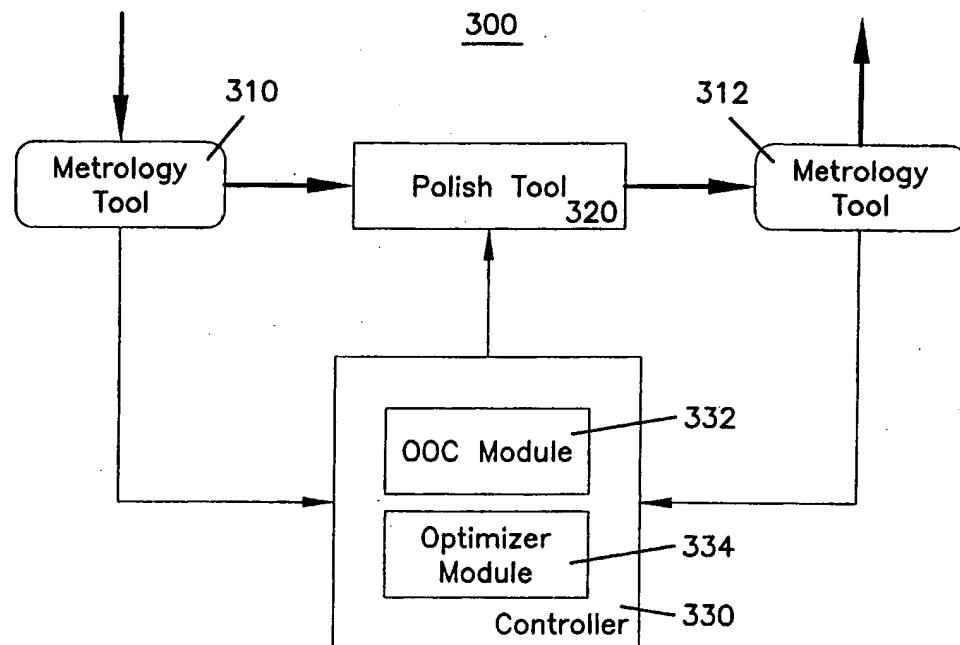 300
310
312
Metrology
Tool
Polish Tool
320
Metrology
Tool
OOC Module
332
Optimizer
Module
334
Controller
330